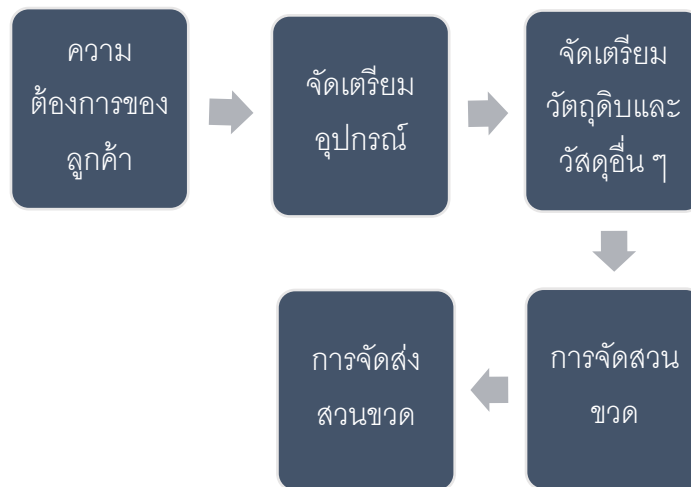 ความ
ต้องการของ
ลูกค้า
จัดเตรียม
อุปกรณ์
จัดเตรียม
วัตถุดิบและ
วัสดุอื่น ๆ
การจัดสวน
ขวด
การจัดส่ง
สวนขวด